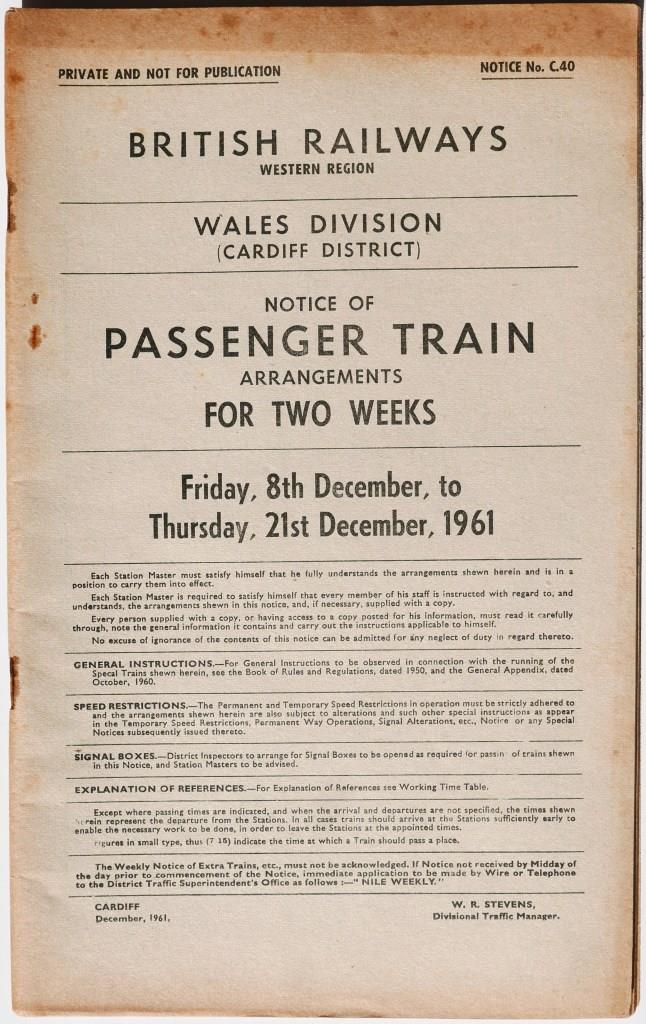 PRIVATE AND NOT FOR PUBLICATION
NOTICE No. C.40
BRITISH RAILWAYS
WESTERN REGION
WALES DIVISION
(CARDIFF DISTRICT)
NOTICE OF
PASSENGER TRAIN
ARRANGEMENTS
FOR TWO WEEKS
Friday, 8th December, to
Thursday, 21st December, 1961
Each Station Master must satisfy himself that he fully understands the arrangements shewn herein and is in a
position to carry them into effect.
Each Station Master is required to satisfy himself that every member of his staff is instructed with regard to, and
understands, the arrangements shewn in this notice, and, if necessary, supplied with a copy.
Every person supplied with a copy, or having access to a copy posted for his information, must read it carefully
through, note the general information it contains and carry out the instructions applicable to himself.
No excuse of ignorance of the contents of this notice can be admitted for any neglect of duty in regard thereto.
GENERAL INSTRUCTIONS.—For General Instructions to be observed in connection with the running of the
Special Trains shewn herein, see the Book of Rules and Regulations, dated 1950, and the General Appendix, dated
October, 1960.
SPEED RESTRICTIONS.—The Permanent and Temporary Speed Restrictions in operation must be strictly adhered to
and the arrangements shewn herein are also subject to alterations and such other special instructions as appear
in the Temporary Speed Restrictions, Permanent Way Operations, Signal Alterations, etc., Notice or any Special
Notices subsequently issued thereto.
SIGNAL BOXES.—District Inspectors to arrange for Signal Boxes to be opened as required for passin of trains shewn
in this Notice, and Station Masters to be advised.
EXPLANATION OF REFERENCES.—For Explanation of References see Working Time Table.
Except where passing times are indicated, and when the arrival and departures are not specified, the times shewn
herein represent the departure from the Stations. In all cases trains should arrive at the Stations sufficiently early to
enable the necessary work to be done, in order to leave the Stations at the appointed times.
Figures in small type, thus (7 15) indicate the time at which a Train should pass a place.
The Weekly Notice of Extra Trains, etc., must not be acknowledged. If Notice not received by Midday of
the day prior to commencement of the Notice, immediate application to be made by Wire or Telephone
to the District Traffic Superintendent's Office as follows :—" NILE WEEKLY."
CARDIFF
December, 1961.
W. R. STEVENS,
Divisional Traffic Manager.